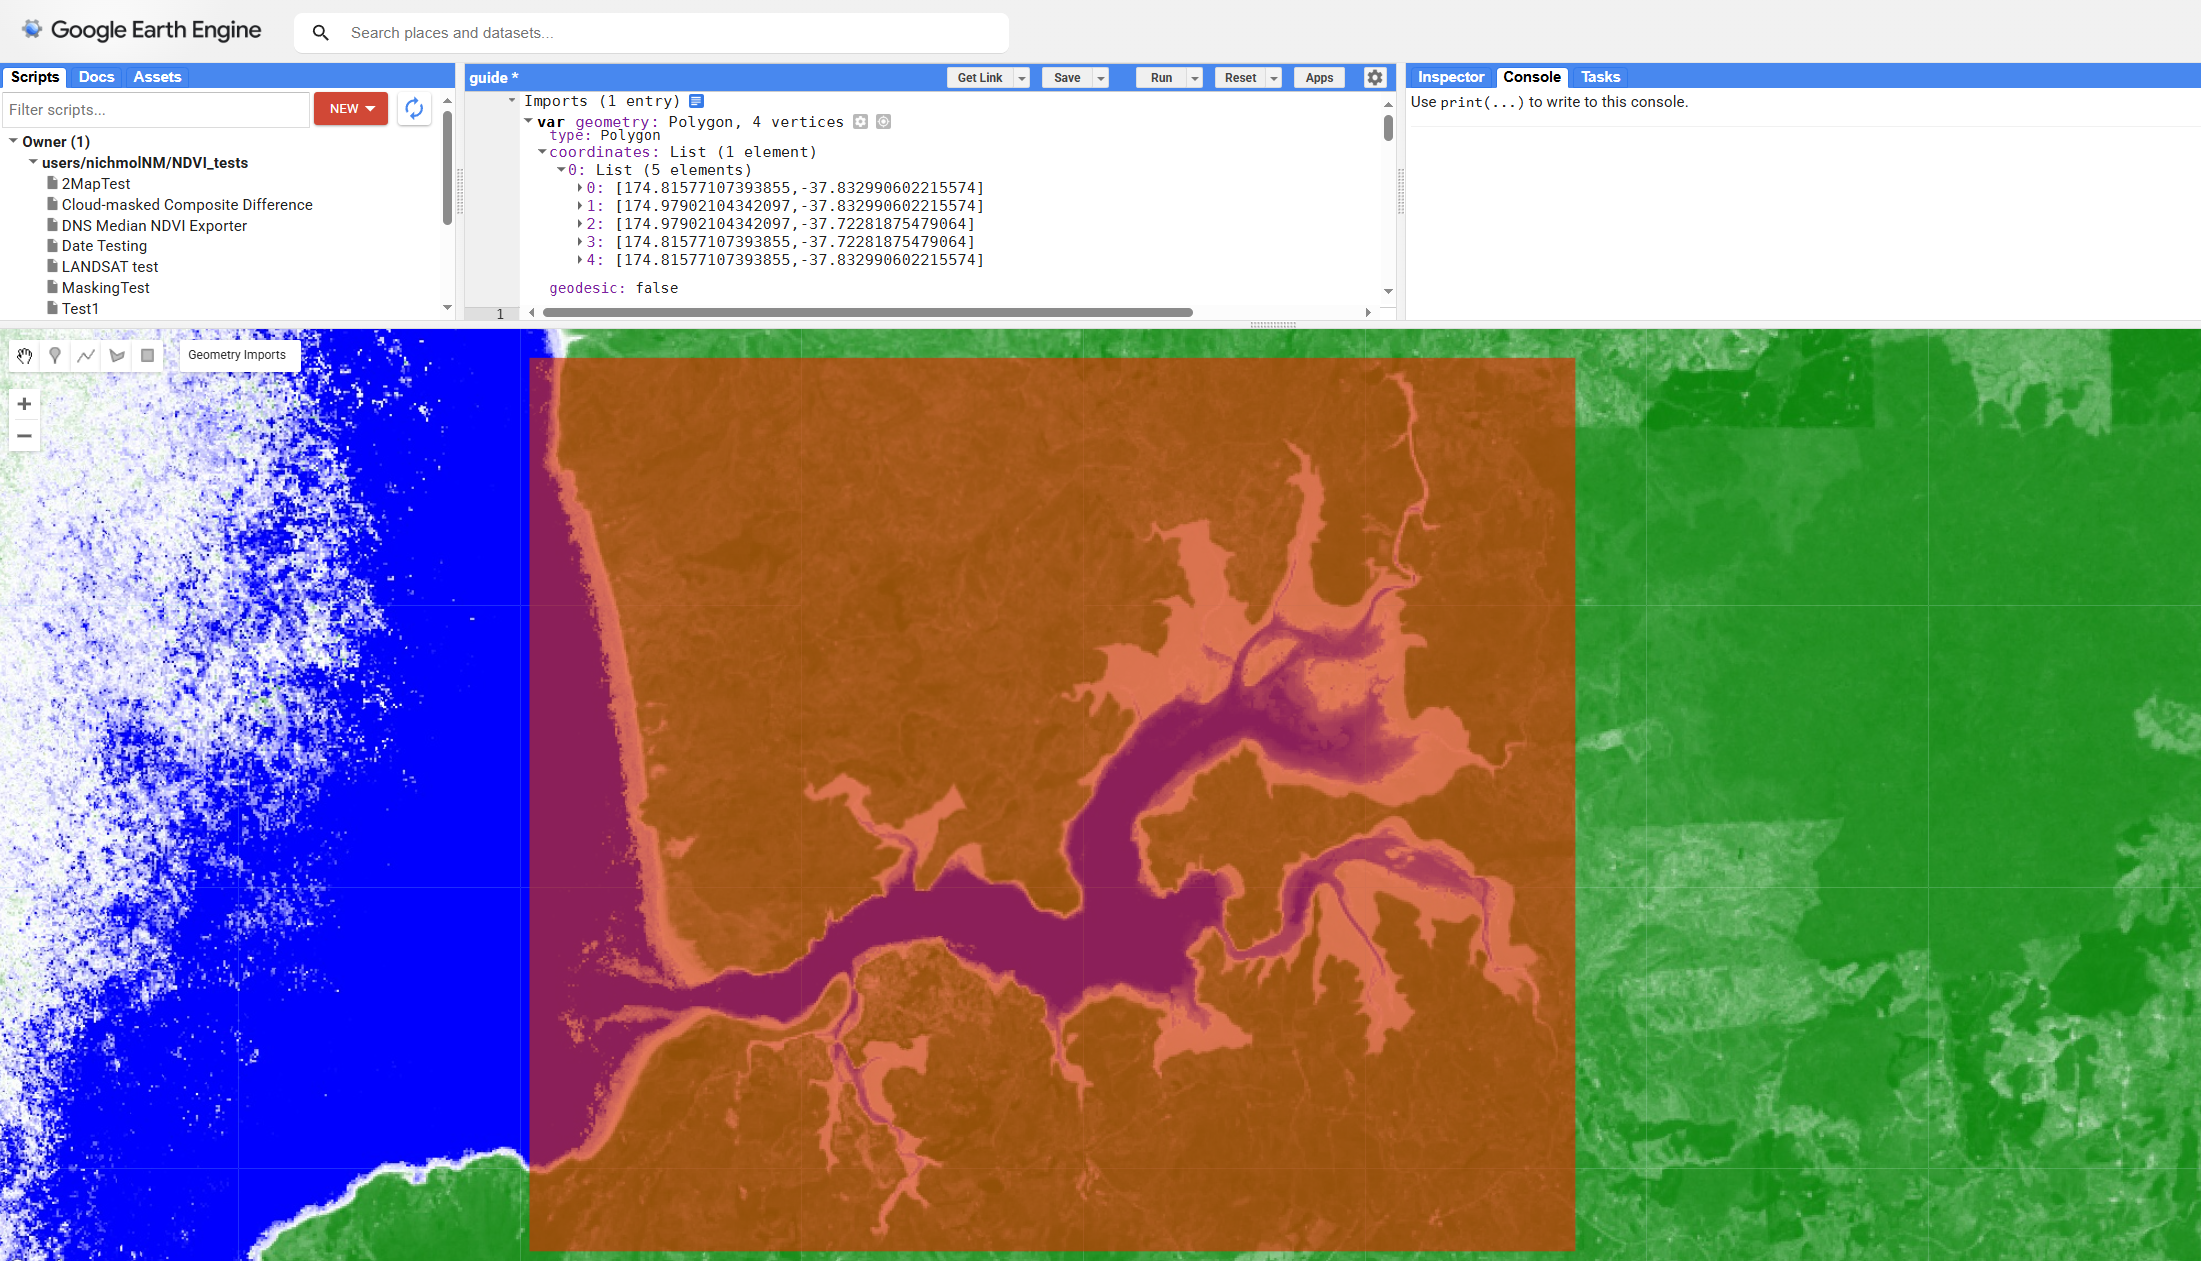 Google Earth Engine
Search places and datasets...
Scripts Docs Assets
Filter scripts...
NEW
Owner (1)
users/nichmolNM/NDVI_tests
2MapTest
Cloud-masked Composite Difference
DNS Median NDVI Exporter
Date Testing
LANDSAT test
MaskingTest
Test1
guide *
Get Link Save Run Reset Apps
Imports (1 entry)
var geometry: Polygon, 4 vertices
type: Polygon
coordinates: List (1 element)
0: List (5 elements)
0: [174.81577107393855,-37.832990602215574]
1: [174.97902104342097,-37.832990602215574]
2: [174.97902104342097,-37.72281875479064]
3: [174.81577107393855,-37.72281875479064]
4: [174.81577107393855,-37.832990602215574]
geodesic: false
1
Inspector Console Tasks
Use print(...) to write to this console.
Geometry Imports